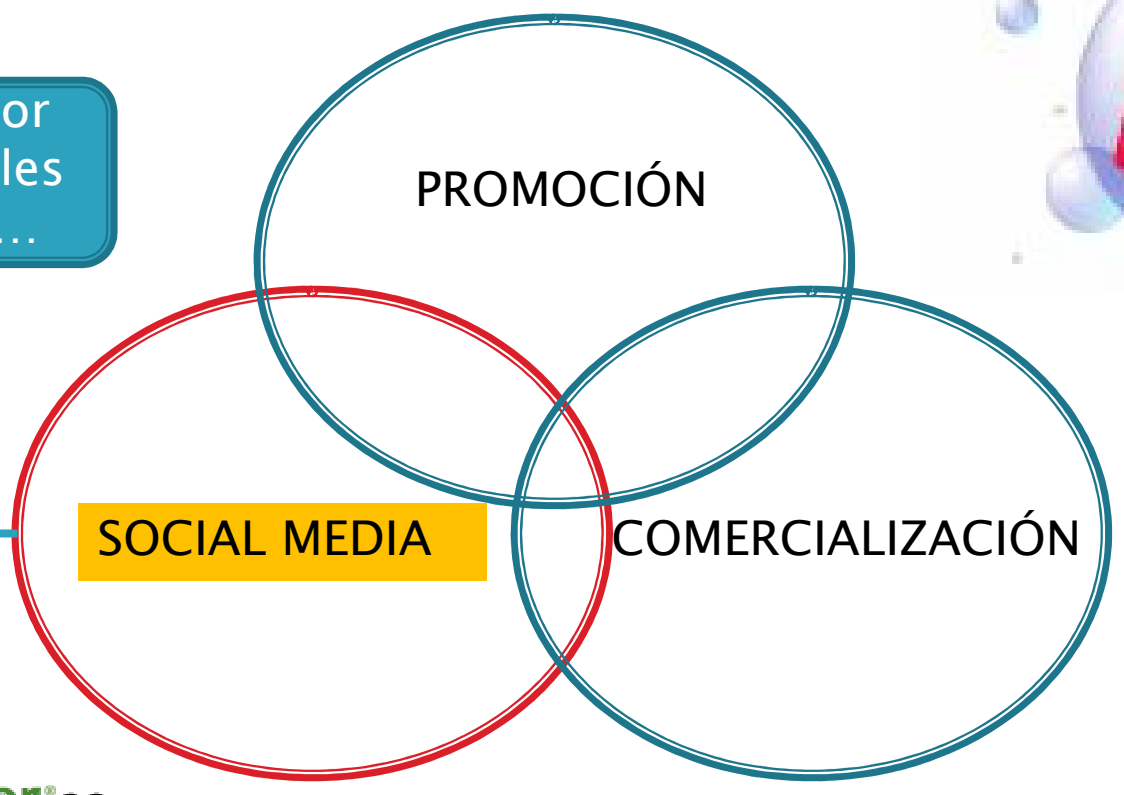 or
les
...
PROMOCIÓN
SOCIAL MEDIA
COMERCIALIZACIÓN